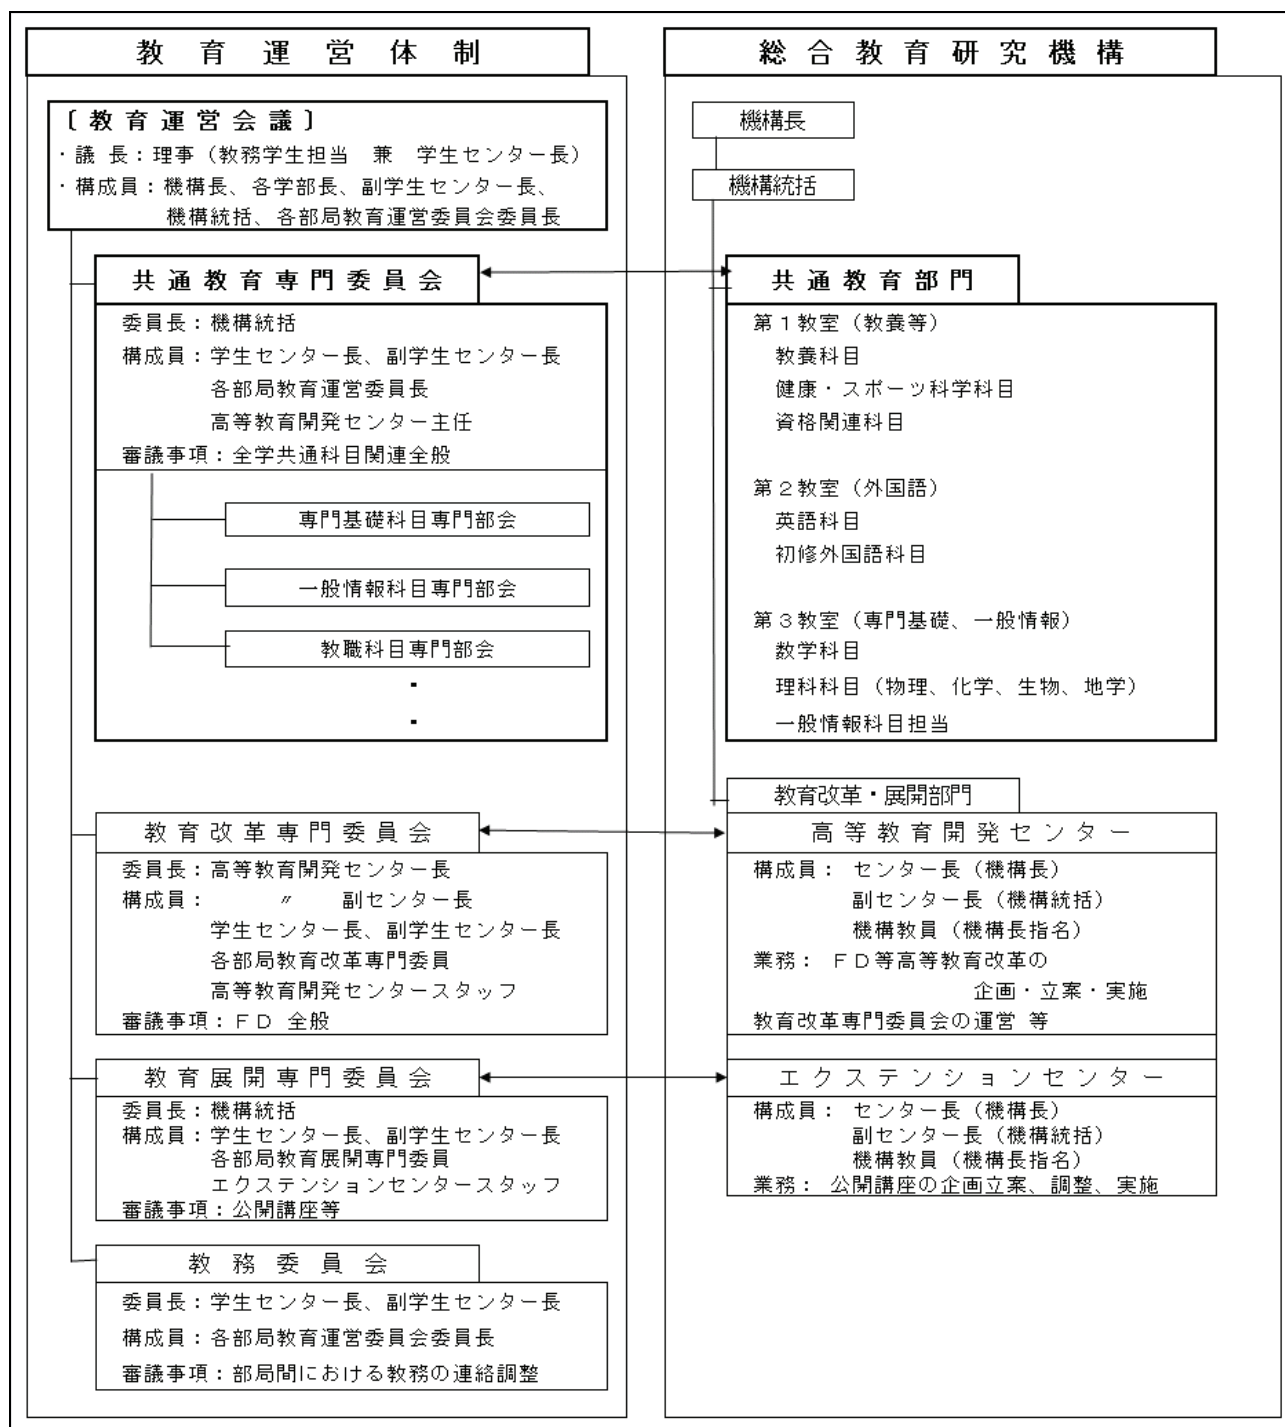 教育運営体制
〔教育運営会議〕
・議 長：理事（教務学生担当 兼 学生センター長）
・構成員：機構長、各学部長、副学生センター長、
機構統括、各部局教育運営委員会委員長
共通教育専門委員会
委員長：機構統括
構成員：学生センター長、副学生センター長
各部局教育運営委員長
高等教育開発センター主任
審議事項：全学共通科目関連全般
専門基礎科目専門部会
一般情報科目専門部会
教職科目専門部会
・
・
教育改革専門委員会
委員長：高等教育開発センター長
構成員： 〃 副センター長
学生センター長、副学生センター長
各部局教育改革専門委員
高等教育開発センタースタッフ
審議事項：ＦＤ 全般
教育展開専門委員会
委員長：機構統括
構成員：学生センター長、副学生センター長
各部局教育展開専門委員
エクステンションセンタースタッフ
審議事項：公開講座等
教務委員会
委員長：学生センター長、副学生センター長
構成員：各部局教育運営委員会委員長
審議事項：部局間における教務の連絡調整
総合教育研究機構
機構長
機構統括
共通教育部門
第１教室（教養等）
教養科目
健康・スポーツ科学科目
資格関連科目
第２教室（外国語）
英語科目
初修外国語科目
第３教室（専門基礎、一般情報）
数学科目
理科科目（物理、化学、生物、地学）
一般情報科目担当
教育改革・展開部門
高等教育開発センター
構成員： センター長（機構長）
副センター長（機構統括）
機構教員（機構長指名）
業務： ＦＤ等高等教育改革の
企画・立案・実施
教育改革専門委員会の運営 等
エクステンションセンター
構成員： センター長（機構長）
副センター長（機構統括）
機構教員（機構長指名）
業務： 公開講座の企画立案、調整、実施